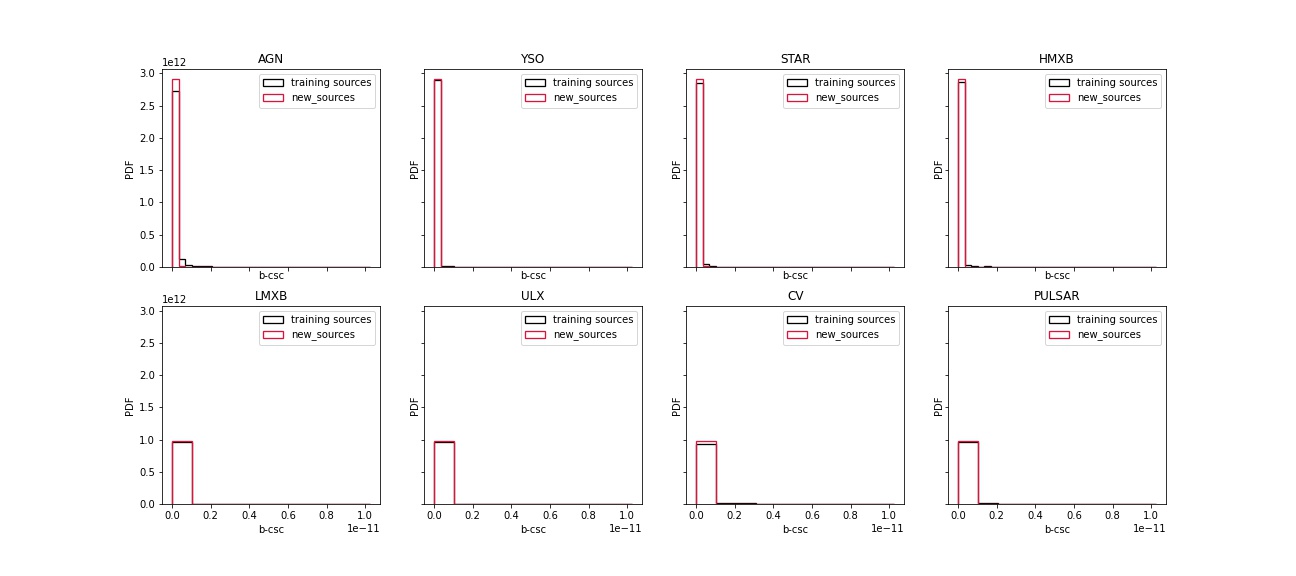 AGN
YSO
STAR
HMXB
1e12
training sources
new_sources
training sources
new_sources
training sources
new_sources
training sources
new_sources
3.0
2.5
2.0
1.5
1.0
0.5
0.0
PDF
PDF
PDF
PDF
b-csc
b-csc
b-csc
b-csc
LMXB
ULX
CV
PULSAR
1e12
training sources
new_sources
training sources
new_sources
training sources
new_sources
training sources
new_sources
3.0
2.5
2.0
1.5
1.0
0.5
0.0
PDF
PDF
PDF
PDF
0.0 0.2 0.4 0.6 0.8 1.0
0.0 0.2 0.4 0.6 0.8 1.0
0.0 0.2 0.4 0.6 0.8 1.0
0.0 0.2 0.4 0.6 0.8 1.0
b-csc
1e−11
b-csc
1e−11
b-csc
1e−11
b-csc
1e−11